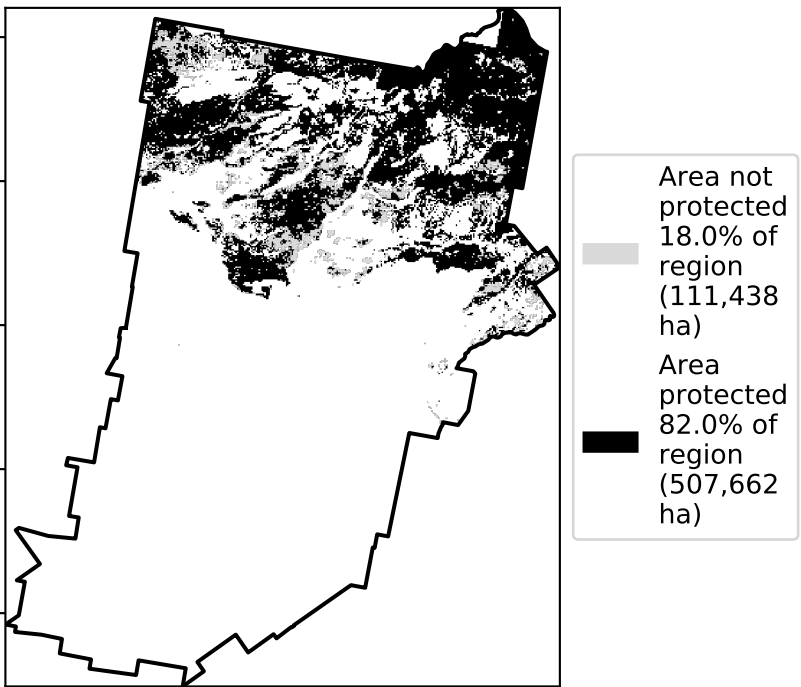 Area not
protected
18.0% of
region
(111,438
ha)
Area
protected
82.0% of
region
(507,662
ha)